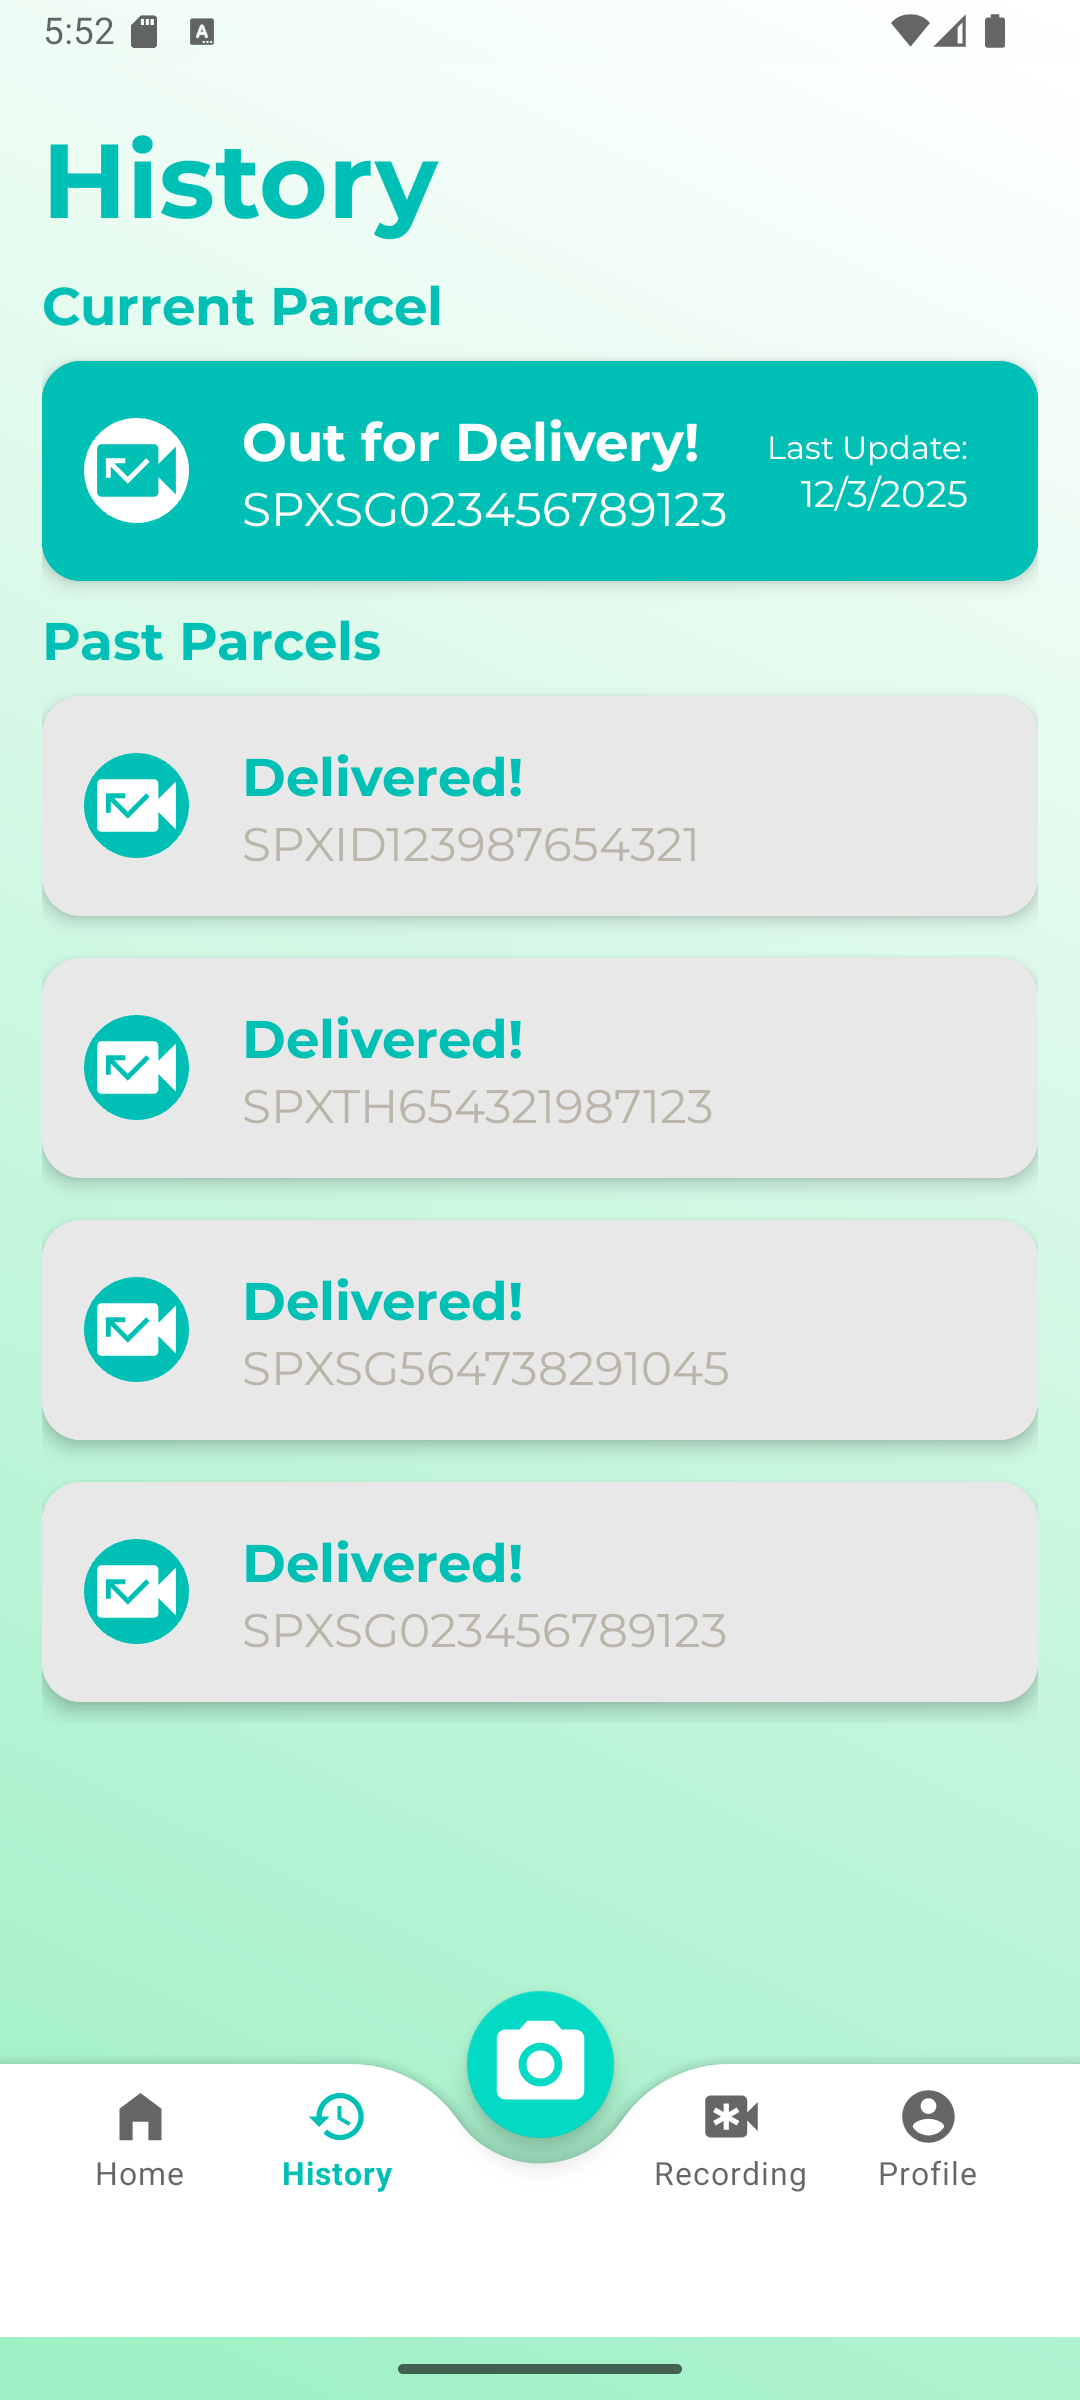 5:52
History
Current Parcel
Out for Delivery!
SPXSG023456789123
Last Update:
12/3/2025
Past Parcels
Delivered!
SPXID123987654321
Delivered!
SPXTH654321987123
Delivered!
SPXSG564738291045
Delivered!
SPXSG023456789123
Home
History
Recording
Profile